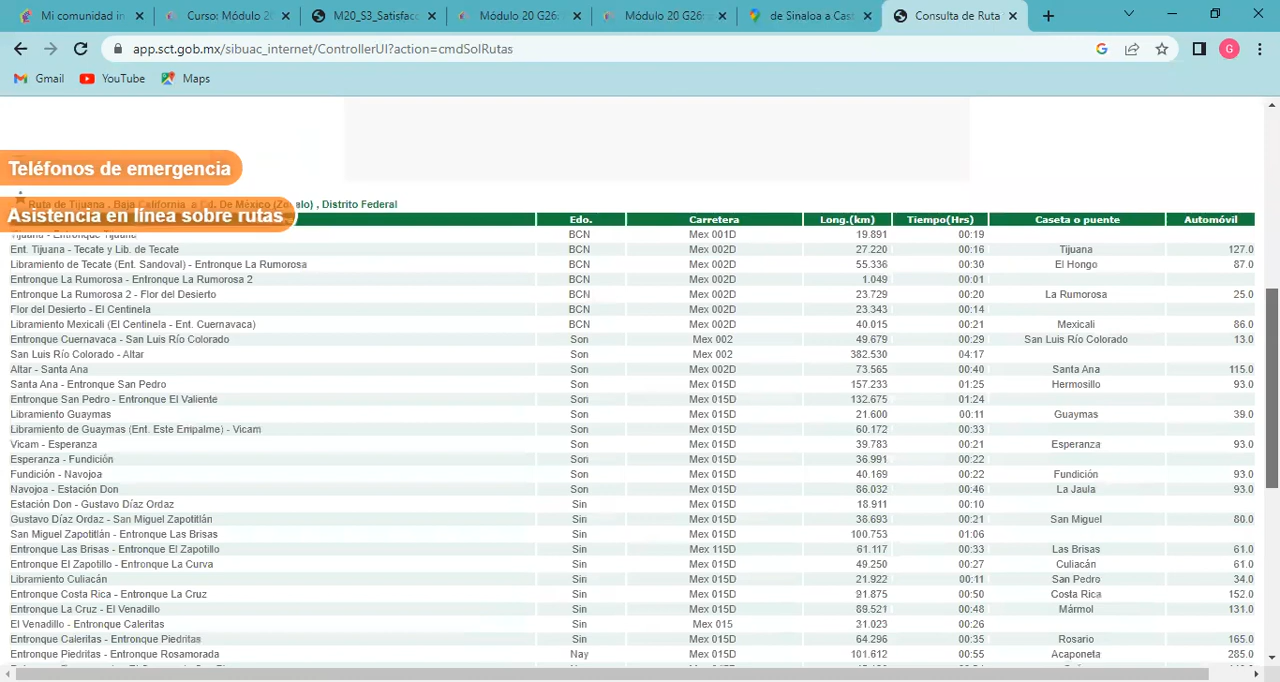 Mi comunidad in
Curso: Módulo 20
M20_S3_Satisfacc
Módulo 20 G26:
Módulo 20 G26:
de Sinaloa a Cast
Consulta de Ruta
app.sct.gob.mx/sibuac_internet/ControllerUI?action=cmdSolRutas
G
Gmail YouTube Maps
Teléfonos de emergencia
Ruta de Tijuana , Baja California a Cd. De México (Zo elo) , Distrito Federal
Asistencia en línea sobre rutas
Edo. Carretera Long.(km) Tiempo(Hrs) Caseta o puente Automóvil
Tijuana - Entronque Tijuana BCN Mex 001D 19.891 00:19
Ent. Tijuana - Tecate y Lib. de Tecate BCN Mex 002D 27.220 00:16 Tijuana 127.0
Libramiento de Tecate (Ent. Sandoval) - Entronque La Rumorosa BCN Mex 002D 55.336 00:30 El Hongo 87.0
Entronque La Rumorosa - Entronque La Rumorosa 2 BCN Mex 002D 1.049 00:01
Entronque La Rumorosa 2 - Flor del Desierto BCN Mex 002D 23.729 00:20 La Rumorosa 25.0
Flor del Desierto - El Centinela BCN Mex 002D 23.343 00:14
Libramiento Mexicali (El Centinela - Ent. Cuernavaca) BCN Mex 002D 40.015 00:21 Mexicali 86.0
Entronque Cuernavaca - San Luis Río Colorado Son Mex 002 49.679 00:29 San Luis Río Colorado 13.0
San Luis Río Colorado - Altar Son Mex 002 382.530 04:17
Altar - Santa Ana Son Mex 002D 73.565 00:40 Santa Ana 115.0
Santa Ana - Entronque San Pedro Son Mex 015D 157.233 01:25 Hermosillo 93.0
Entronque San Pedro - Entronque El Valiente Son Mex 015D 132.675 01:24
Libramiento Guaymas Son Mex 015D 21.600 00:11 Guaymas 39.0
Libramiento de Guaymas (Ent. Este Empalme) - Vicam Son Mex 015D 60.172 00:33
Vicam - Esperanza Son Mex 015D 39.783 00:21 Esperanza 93.0
Esperanza - Fundición Son Mex 015D 36.991 00:22
Fundición - Navojoa Son Mex 015D 40.169 00:22 Fundición 93.0
Navojoa - Estación Don Son Mex 015D 86.032 00:46 La Jaula 93.0
Estación Don - Gustavo Díaz Ordaz Sin Mex 015D 18.911 00:10
Gustavo Díaz Ordaz - San Miguel Zapotitlán Sin Mex 015D 36.693 00:21 San Miguel 80.0
San Miguel Zapotitlán - Entronque Las Brisas Sin Mex 015D 100.753 01:06
Entronque Las Brisas - Entronque El Zapotillo Sin Mex 115D 61.117 00:33 Las Brisas 61.0
Entronque El Zapotillo - Entronque La Curva Sin Mex 015D 49.250 00:27 Culiacán 61.0
Libramiento Culiacán Sin Mex 015D 21.922 00:11 San Pedro 34.0
Entronque Costa Rica - Entronque La Cruz Sin Mex 015D 91.875 00:50 Costa Rica 152.0
Entronque La Cruz - El Venadillo Sin Mex 015D 89.521 00:48 Mármol 131.0
El Venadillo - Entronque Caleritas Sin Mex 015 31.023 00:26
Entronque Caleritas - Entronque Piedritas Sin Mex 015D 64.296 00:35 Rosario 165.0
Entronque Piedritas - Entronque Rosamorada Nay Mex 015D 101.612 00:55 Acaponeta 285.0